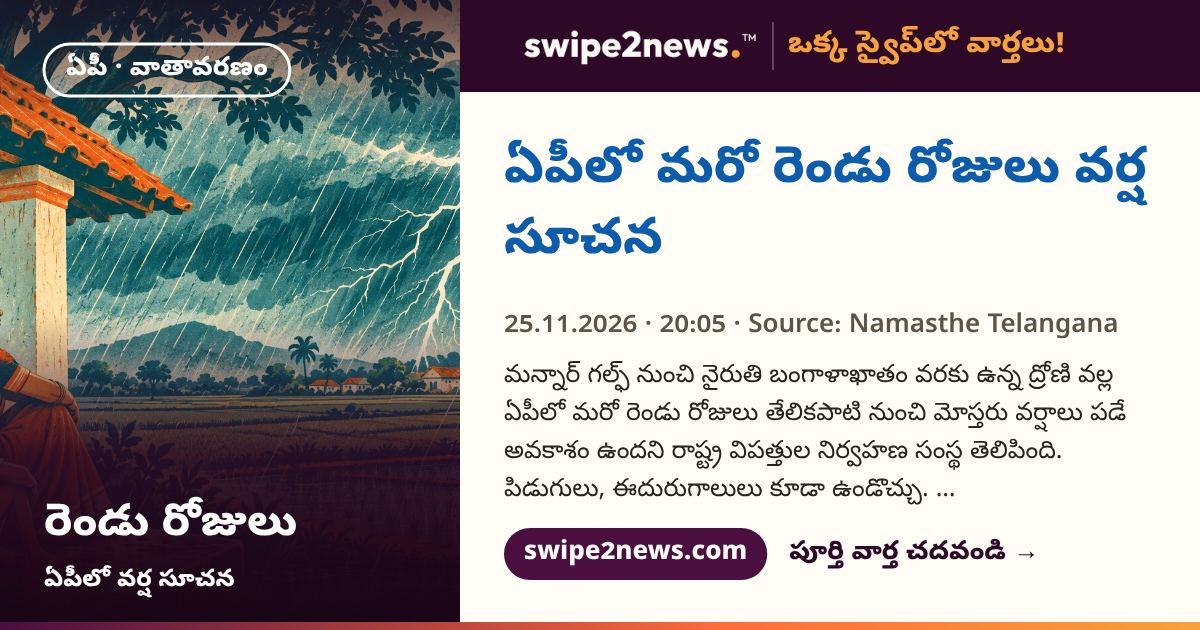 ఏపీ · వాతావరణం
swipe2news.™
ఒక్క స్వైప్‌లో వార్తలు!
ఏపీలో మరో రెండు రోజులు వర్ష
సూచన
25.11.2026 · 20:05 · Source: Namasthe Telangana
మన్నార్ గల్ఫ్ నుంచి నైరుతి బంగాళాఖాతం వరకు ఉన్న ద్రోణి వల్ల
ఏపీలో మరో రెండు రోజులు తేలికపాటి నుంచి మోస్తరు వర్షాలు పడే
అవకాశం ఉందని రాష్ట్ర విపత్తుల నిర్వహణ సంస్థ తెలిపింది.
పిడుగులు, ఈదురుగాలులు కూడా ఉండొచ్చు. ...
రెండు రోజులు
ఏపీలో వర్ష సూచన
swipe2news.com
పూర్తి వార్త చదవండి →